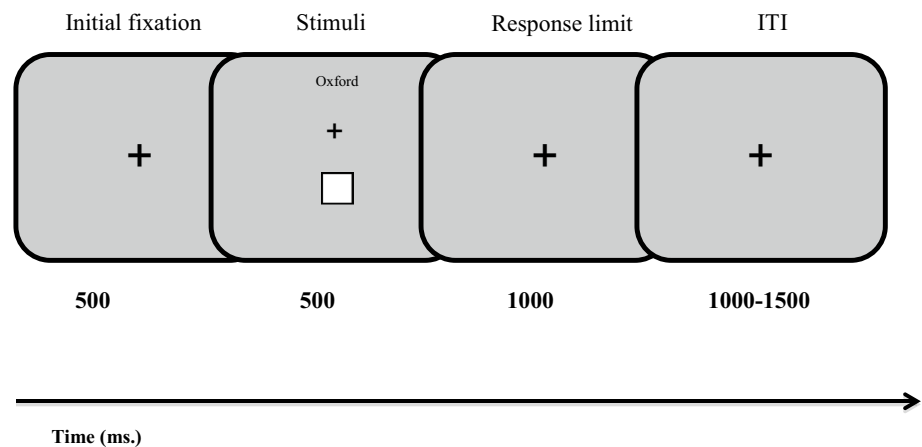 Initial fixation Stimuli Response limit ITI
Oxford
500 500 1000 1000-1500
Time (ms.)